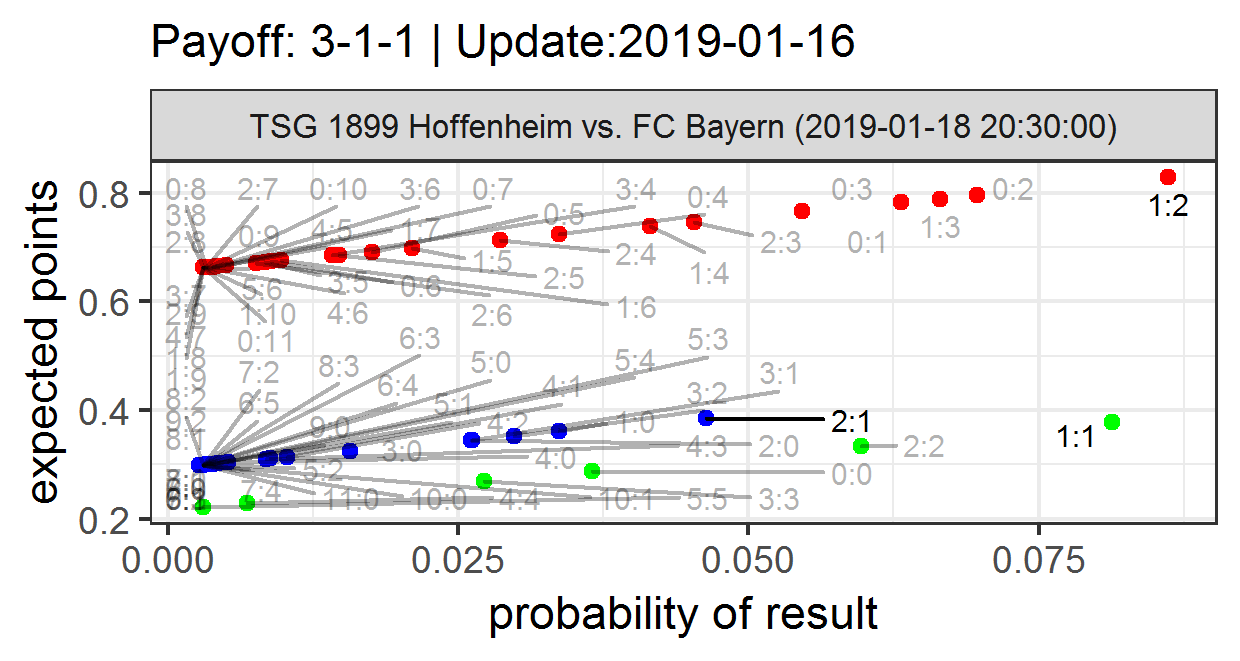 Payoff: 3-1-1 | Update:2019-01-16
TSG 1899 Hoffenheim vs. FC Bayern (2019-01-18 20:30:00)
expected points
0.8
0.6
0.4
0.2
0:8 2:7 0:10 3:6 0:7 3:4 0:4 0:3 0:2
3:8 0:9 4:5 1:7 0:5 1:2
2:8 1:3
1:5 2:4 2:3 0:1
3:7 5:6 3:5 0:6 2:5 1:4
2:9 1:10 4:6 2:6 1:6
4:7 0:11 6:3 5:3
1:8 7:2 8:3 5:0 5:4 3:1
1:9 6:4 4:1 3:2
8:2 6:5 5:1
9:2 9:0 4:2 1:0 2:1
8:1 3:0 4:3 2:0 2:2 1:1
5:2 4:0 0:0
7:4 11:0 10:0 4:4 10:1 5:5 3:3
0.000 0.025 0.050 0.075
probability of result